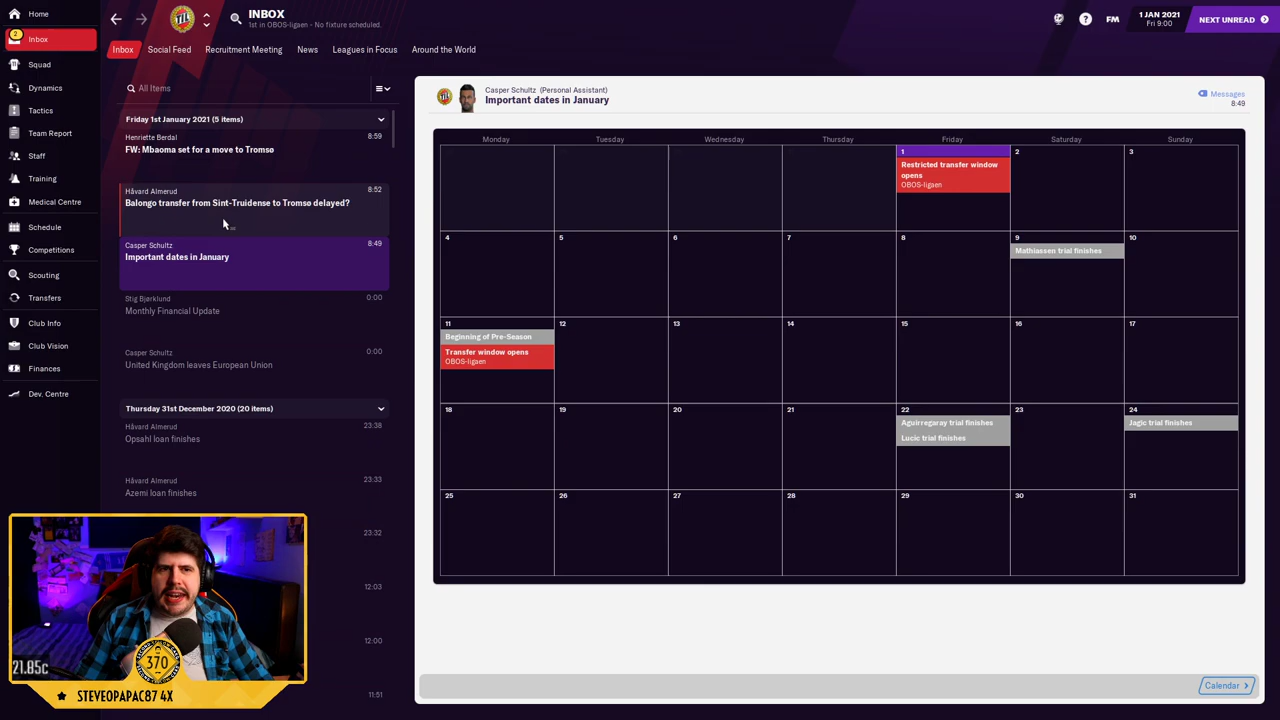 Home
INBOX
1st in OBOS-ligaen - No fixture scheduled.
FM
1 JAN 2021
Fri 9:00
NEXT UNREAD
2
Inbox
Squad
Dynamics
Tactics
Team Report
Staff
Training
Medical Centre
Schedule
Competitions
Scouting
Transfers
Club Info
Club Vision
Finances
Dev. Centre
Inbox
Social Feed
Recruitment Meeting
News
Leagues in Focus
Around the World
All Items
Friday 1st January 2021 (5 items)
Henriette Berdal 8:59
FW: Mbaoma set for a move to Tromsø
Håvard Almerud 8:52
Balongo transfer from Sint-Truidense to Tromsø delayed?
Casper Schultz 8:49
Important dates in January
Stig Bjørklund 0:00
Monthly Financial Update
Casper Schultz 0:00
United Kingdom leaves European Union
Thursday 31st December 2020 (20 items)
Håvard Almerud 23:38
Opsahl loan finishes
Håvard Almerud 23:33
Azemi loan finishes
23:32
12:03
12:00
11:51
Casper Schultz (Personal Assistant)
Important dates in January
Messages
8:49
Monday Tuesday Wednesday Thursday Friday Saturday Sunday
1 2 3
Restricted transfer window
opens
OBOS-ligaen
4 5 6 7 8 9 10
Mathiassen trial finishes
11 12 13 14 15 16 17
Beginning of Pre-Season
Transfer window opens
OBOS-ligaen
18 19 20 21 22 23 24
Aguirregaray trial finishes
Jagic trial finishes
Lucic trial finishes
25 26 27 28 29 30 31
Calendar
370
21.85c
STEVEOPAPAC87 4X